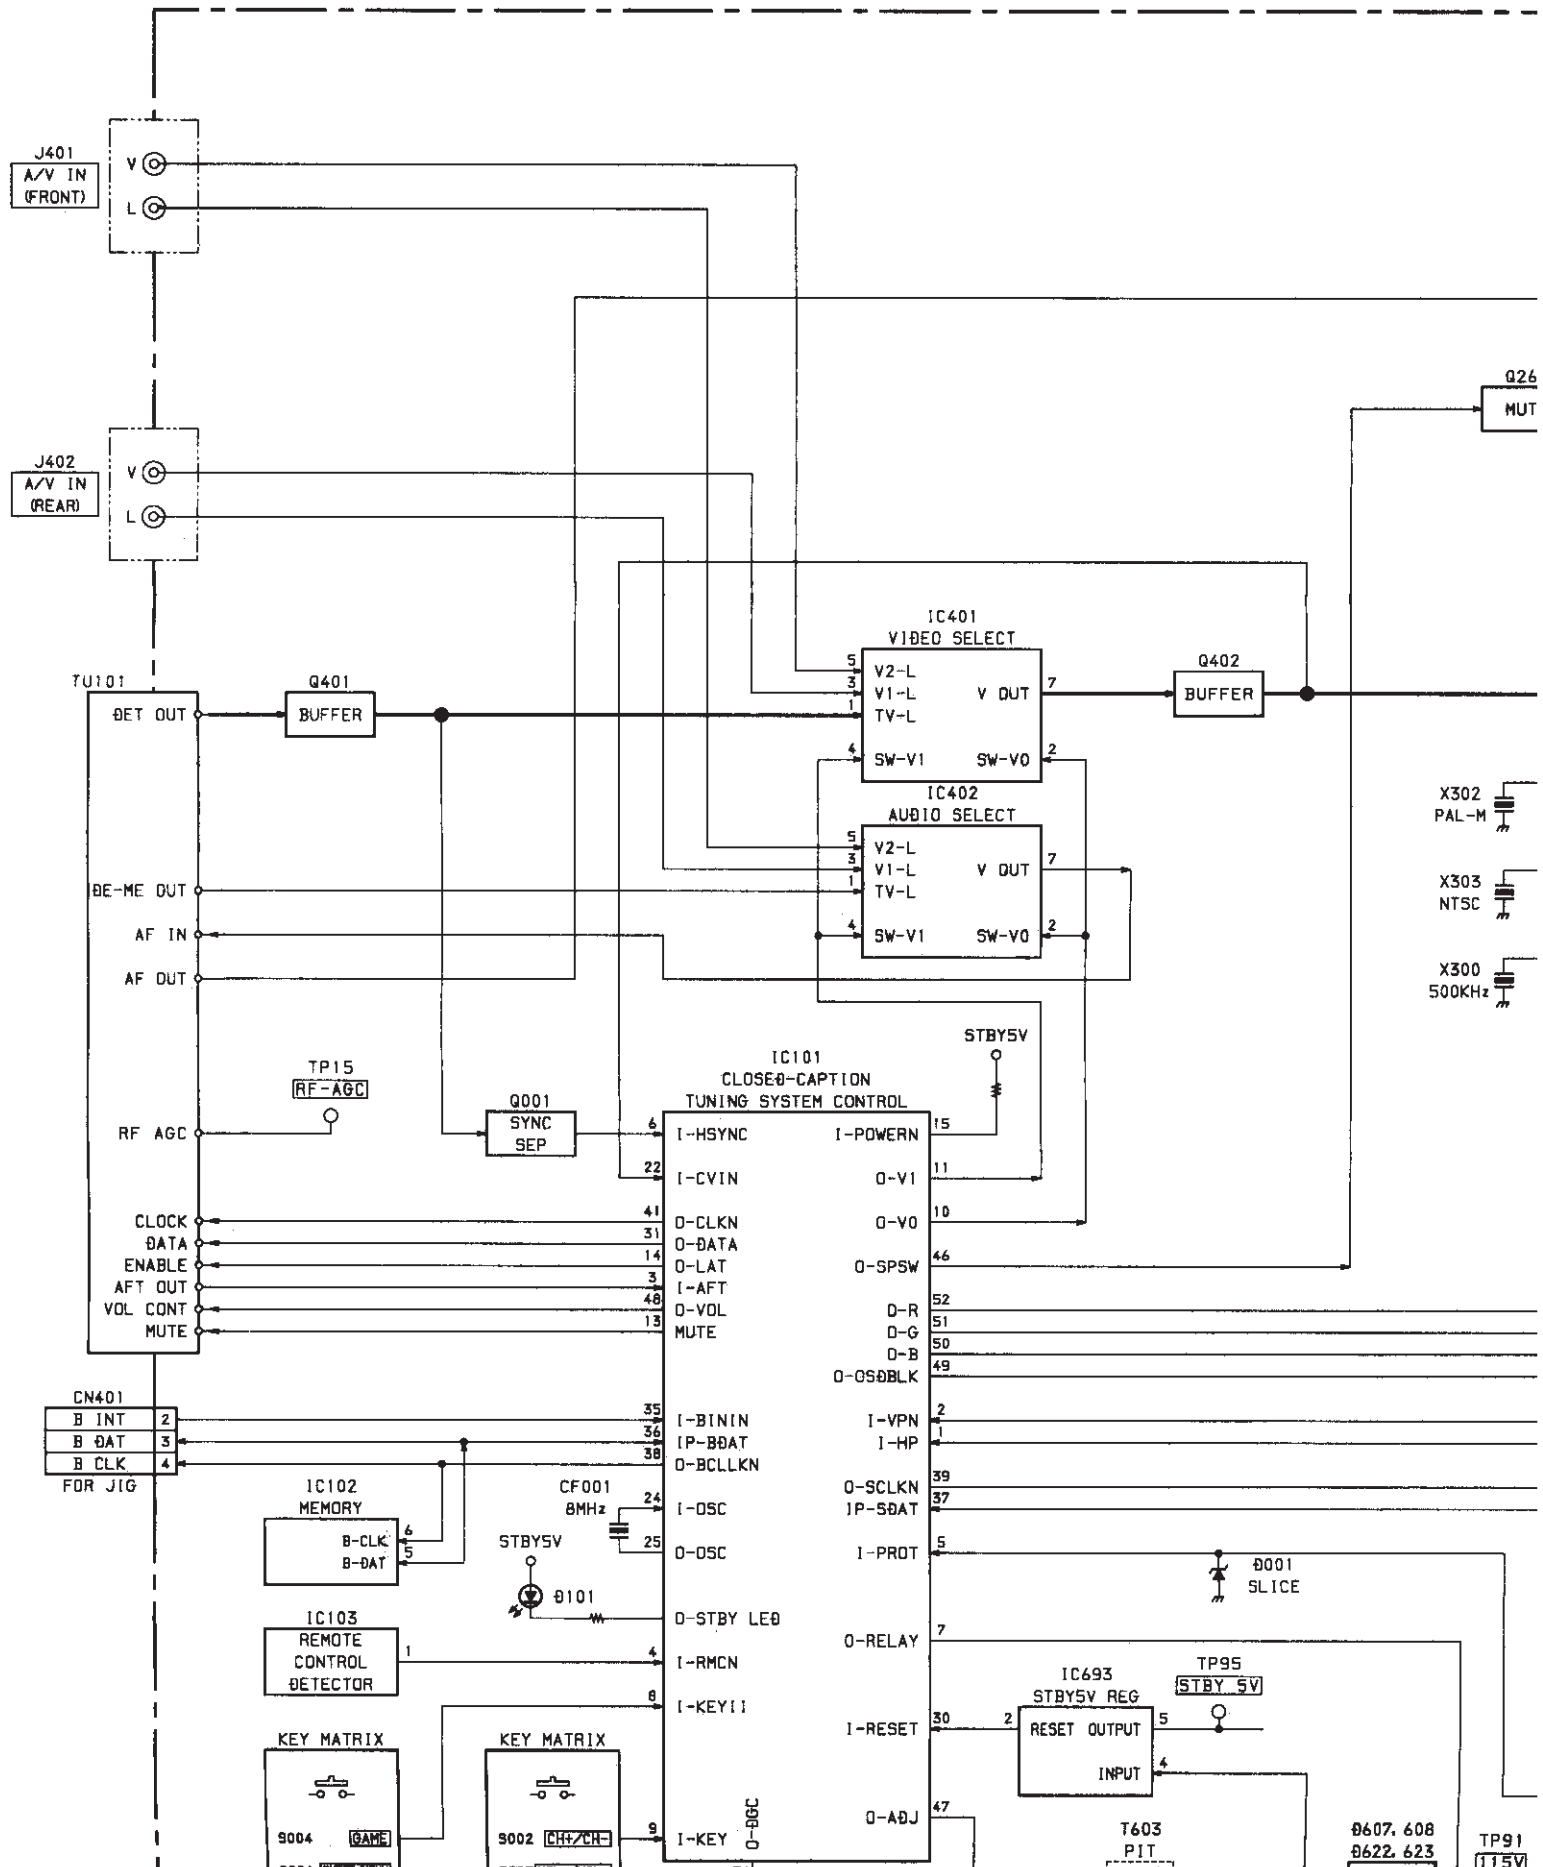 J401
A/V IN
(FRONT)
V
L
J402
A/V IN
(REAR)
V
L
Q26
MUT
IC401
VIDEO SELECT
5 V2-L
3 V1-L
1 TV-L
V OUT 7
4 SW-V1
SW-V0 2
Q402
BUFFER
TU101
DET OUT
Q401
BUFFER
IC402
AUDIO SELECT
5 V2-L
3 V1-L
1 TV-L
V OUT 7
4 SW-V1
SW-V0 2
X302
PAL-M
X303
NTSC
X300
500KHz
DE-ME OUT
AF IN
AF OUT
TP15
RF-AGC
RF AGC
Q001
SYNC
SEP
STBY5V
IC101
CLOSED-CAPTION
TUNING SYSTEM CONTROL
6 I-HSYNC
I-POWERN 15
22 I-CVIN
O-V1 11
CLOCK
41 O-CLKN
O-V0 10
DATA
31 O-DATA
ENABLE
14 O-LAT
O-SPSW 46
AFT OUT
3 I-AFT
VOL CONT
48 O-VOL
O-R 52
MUTE
13 MUTE
O-G 51
O-B 50
O-OSDBLK 49
CN401
B INT 2
B DAT 3
B CLK 4
FOR JIG
35 I-BININ
36 IP-BDAT
38 O-BCLLKN
I-VPN 2
I-HP 1
O-SCLKN 39
IP-SDAT 37
IC102
MEMORY
B-CLK 6
B-DAT 5
CF001
8MHz
24 I-OSC
25 O-OSC
I-PROT 5
D001
SLICE
STBY5V
D101
O-STBY LED
IC103
REMOTE
CONTROL
DETECTOR
1
4 I-RMCN
O-RELAY 7
8 I-KEYII
IC693
STBY5V REG
TP95
STBY 5V
I-RESET 30
2 RESET OUTPUT 5
INPUT 4
KEY MATRIX
S004 GAME
KEY MATRIX
S002 CH+/CH-
9 I-KEY
O-DGC
O-ADJ 47
T603
PIT
D607, 608
D622, 623
TP91
115V